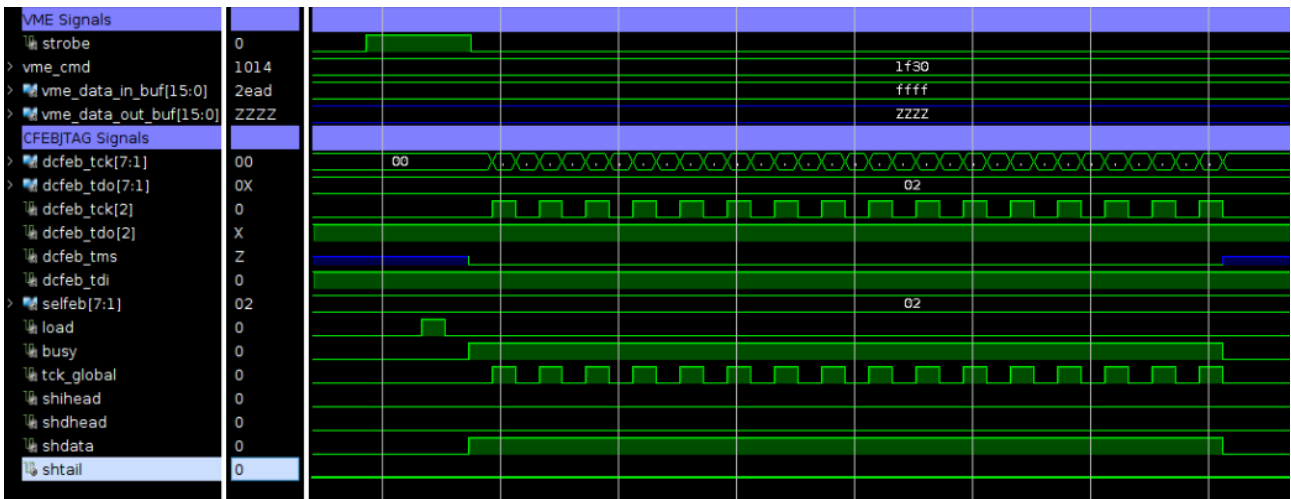 VME Signals
strobe 0
vme_cmd 1014 1f30
vme_data_in_buf[15:0] 2ead ffff
vme_data_out_buf[15:0] ZZZZ ZZZZ
CFEBJTAG Signals
dcfeb_tck[7:1] 00 00
dcfeb_tdo[7:1] 0X 02
dcfeb_tck[2] 0
dcfeb_tdo[2] X
dcfeb_tms Z
dcfeb_tdi 0
selfeb[7:1] 02 02
load 0
busy 0
tck_global 0
shihead 0
shdhead 0
shdata 0
shtail 0